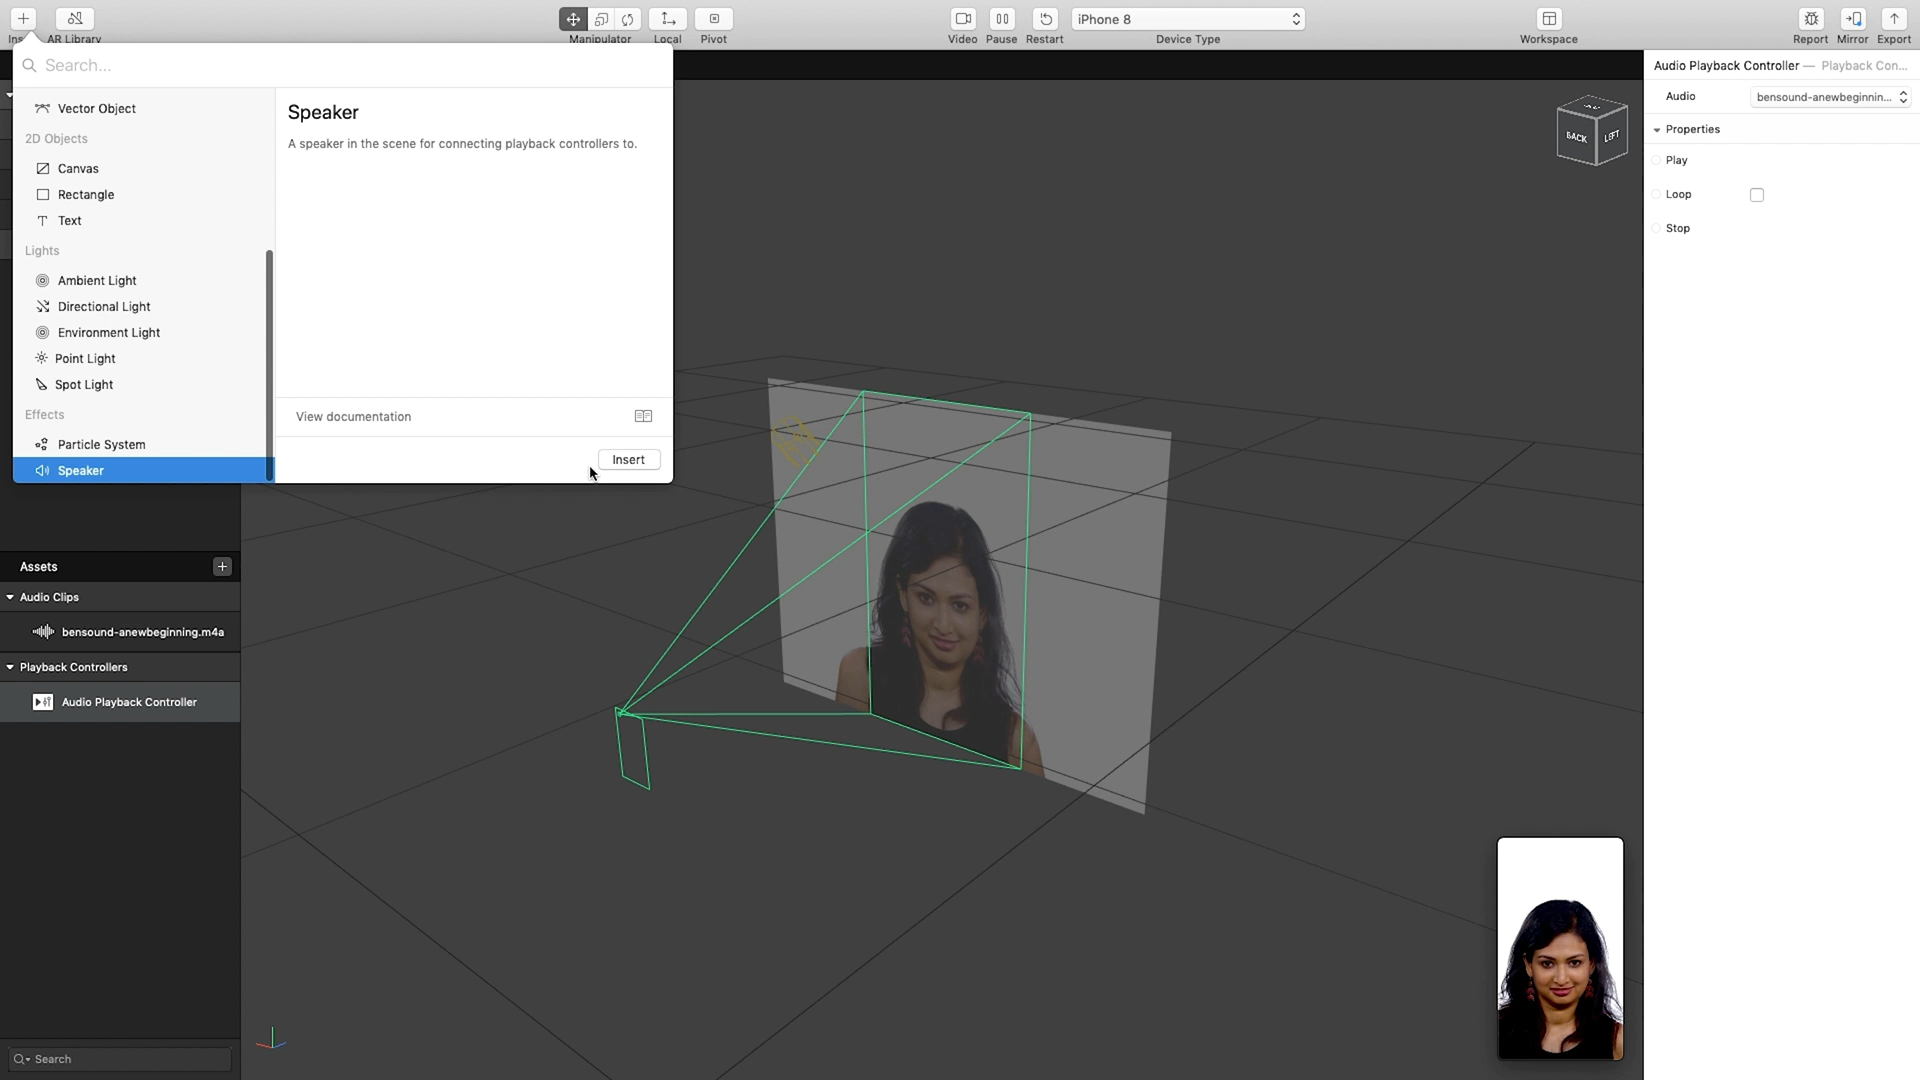 Ins
AR Library
Manipulator
Local
Pivot
Video
Pause
Restart
iPhone 8
Device Type
Workspace
Report
Mirror
Export
Search...
Vector Object
2D Objects
Canvas
Rectangle
Text
Lights
Ambient Light
Directional Light
Environment Light
Point Light
Spot Light
Effects
Particle System
Speaker
Speaker
A speaker in the scene for connecting playback controllers to.
View documentation
Insert
BACK
LEFT
Audio Playback Controller — Playback Con...
Audio
bensound-anewbeginnin...
Properties
Play
Loop
Stop
Assets
Audio Clips
bensound-anewbeginning.m4a
Playback Controllers
Audio Playback Controller
Search